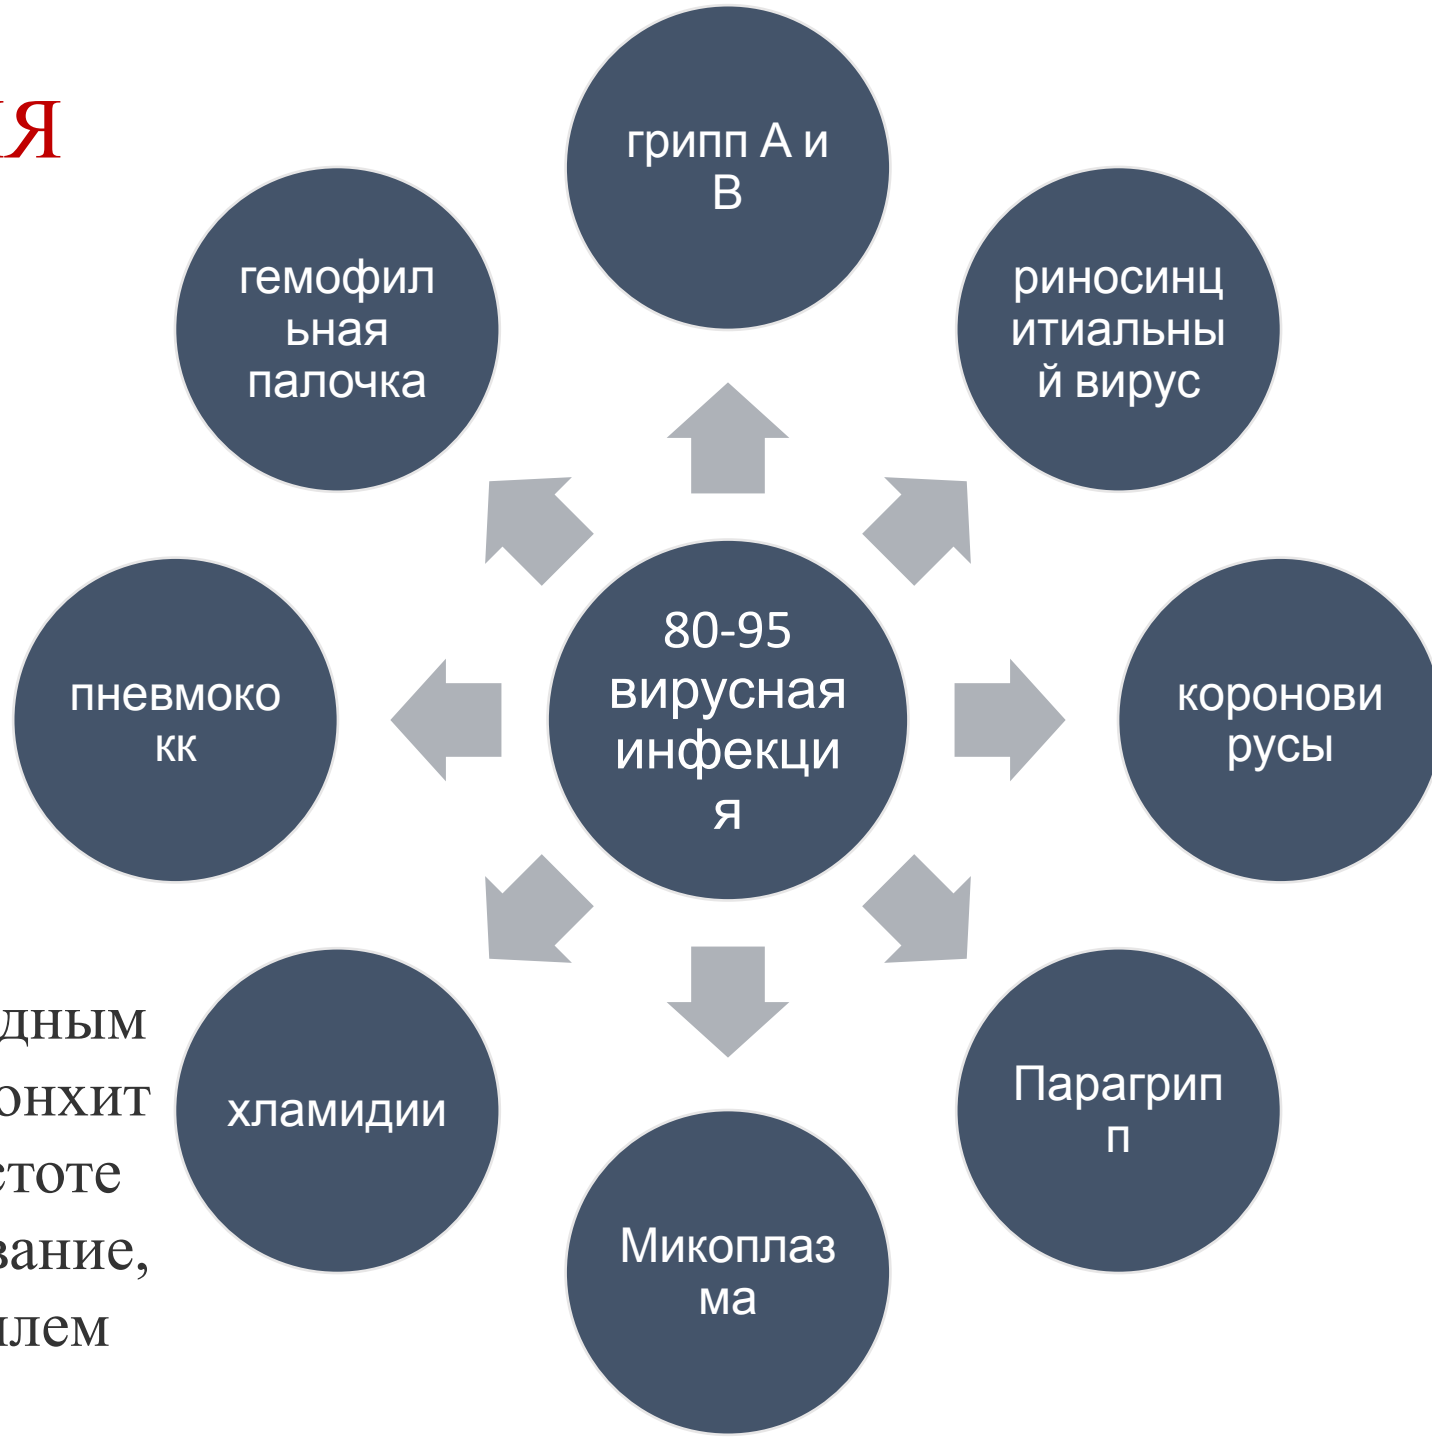 ия
грипп А и
В
риносинц
итиальны
й вирус
коронови
русы
Парагрип
п
Микоплаз
ма
хламидии
пневмоко
кк
гемофил
ьная
палочка
80-95
вирусная
инфекци
я
дным
онхит
стоте
вание,
шлем